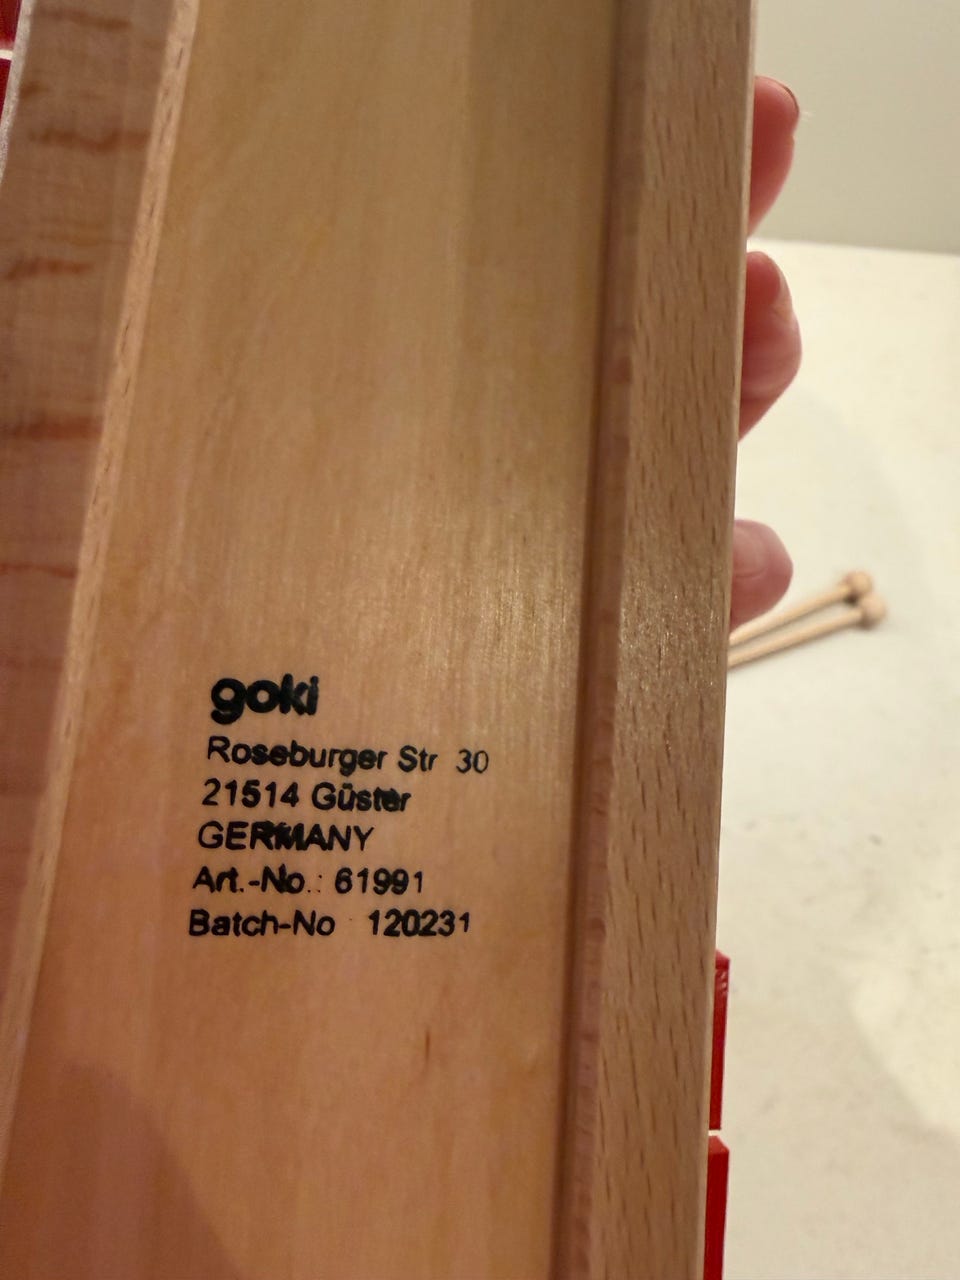 goki
Roseburger Str 30
21514 Güster
GERMANY
Art.-No.: 61991
Batch-No 120231